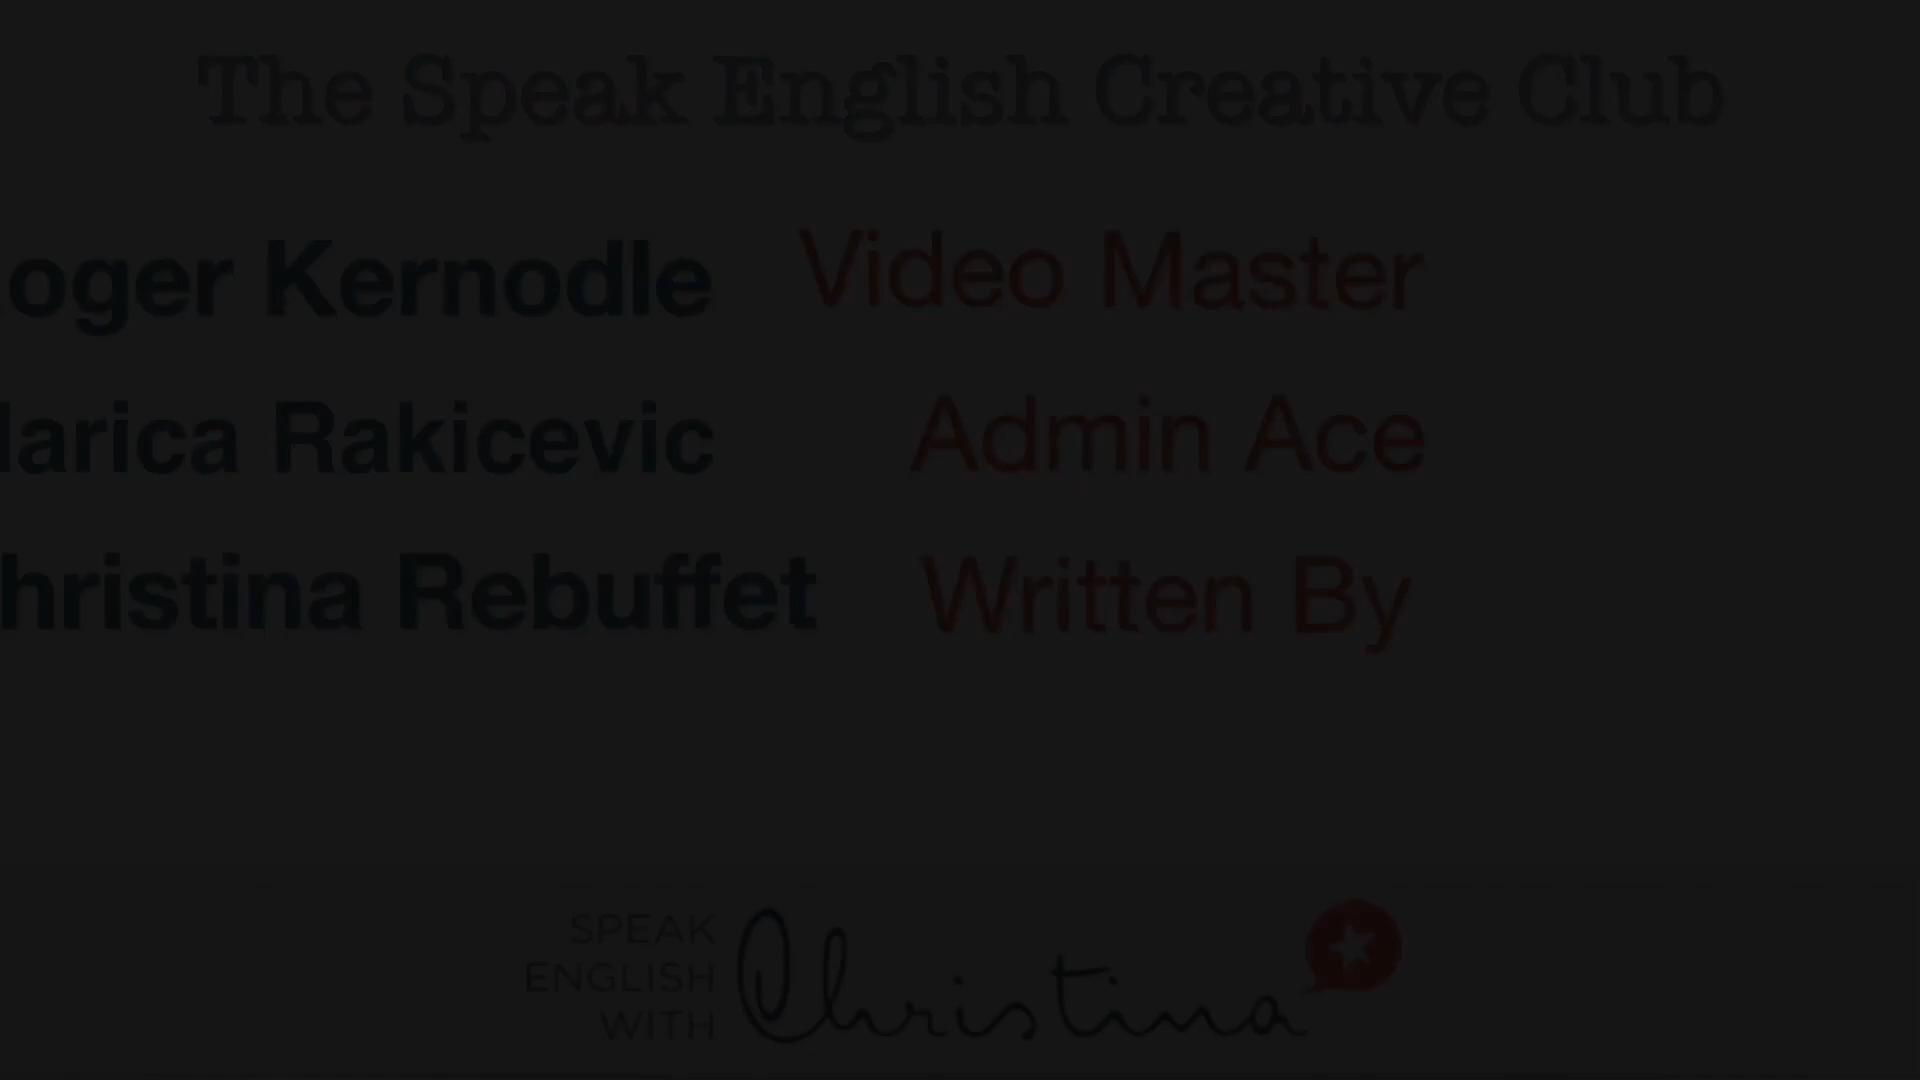 The Speak English Creative Club
oger Kernodle Video Master
arica Rakicevic Admin Ace
hristina Rebuffet Written By
SPEAK
ENGLISH
WITH
Christina